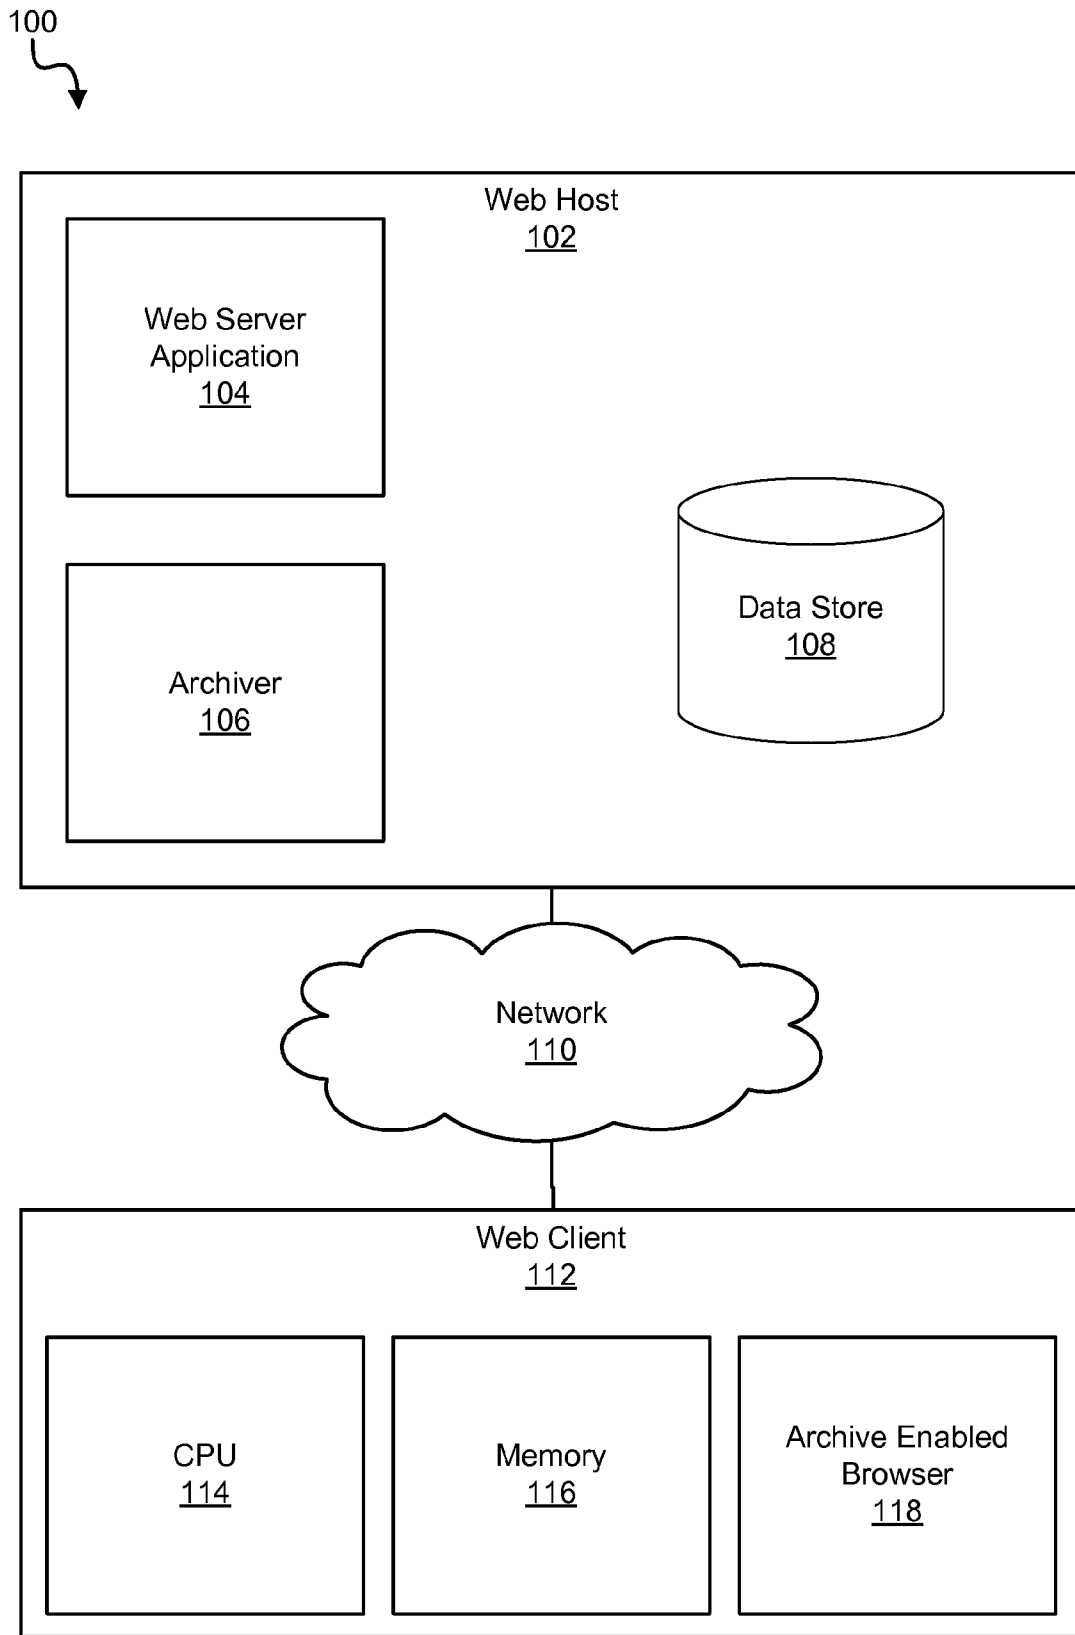 100
Web Host
102
Web Server
Application
104
Data Store
108
Archiver
106
Network
110
Web Client
112
CPU
114
Memory
116
Archive Enabled
Browser
118